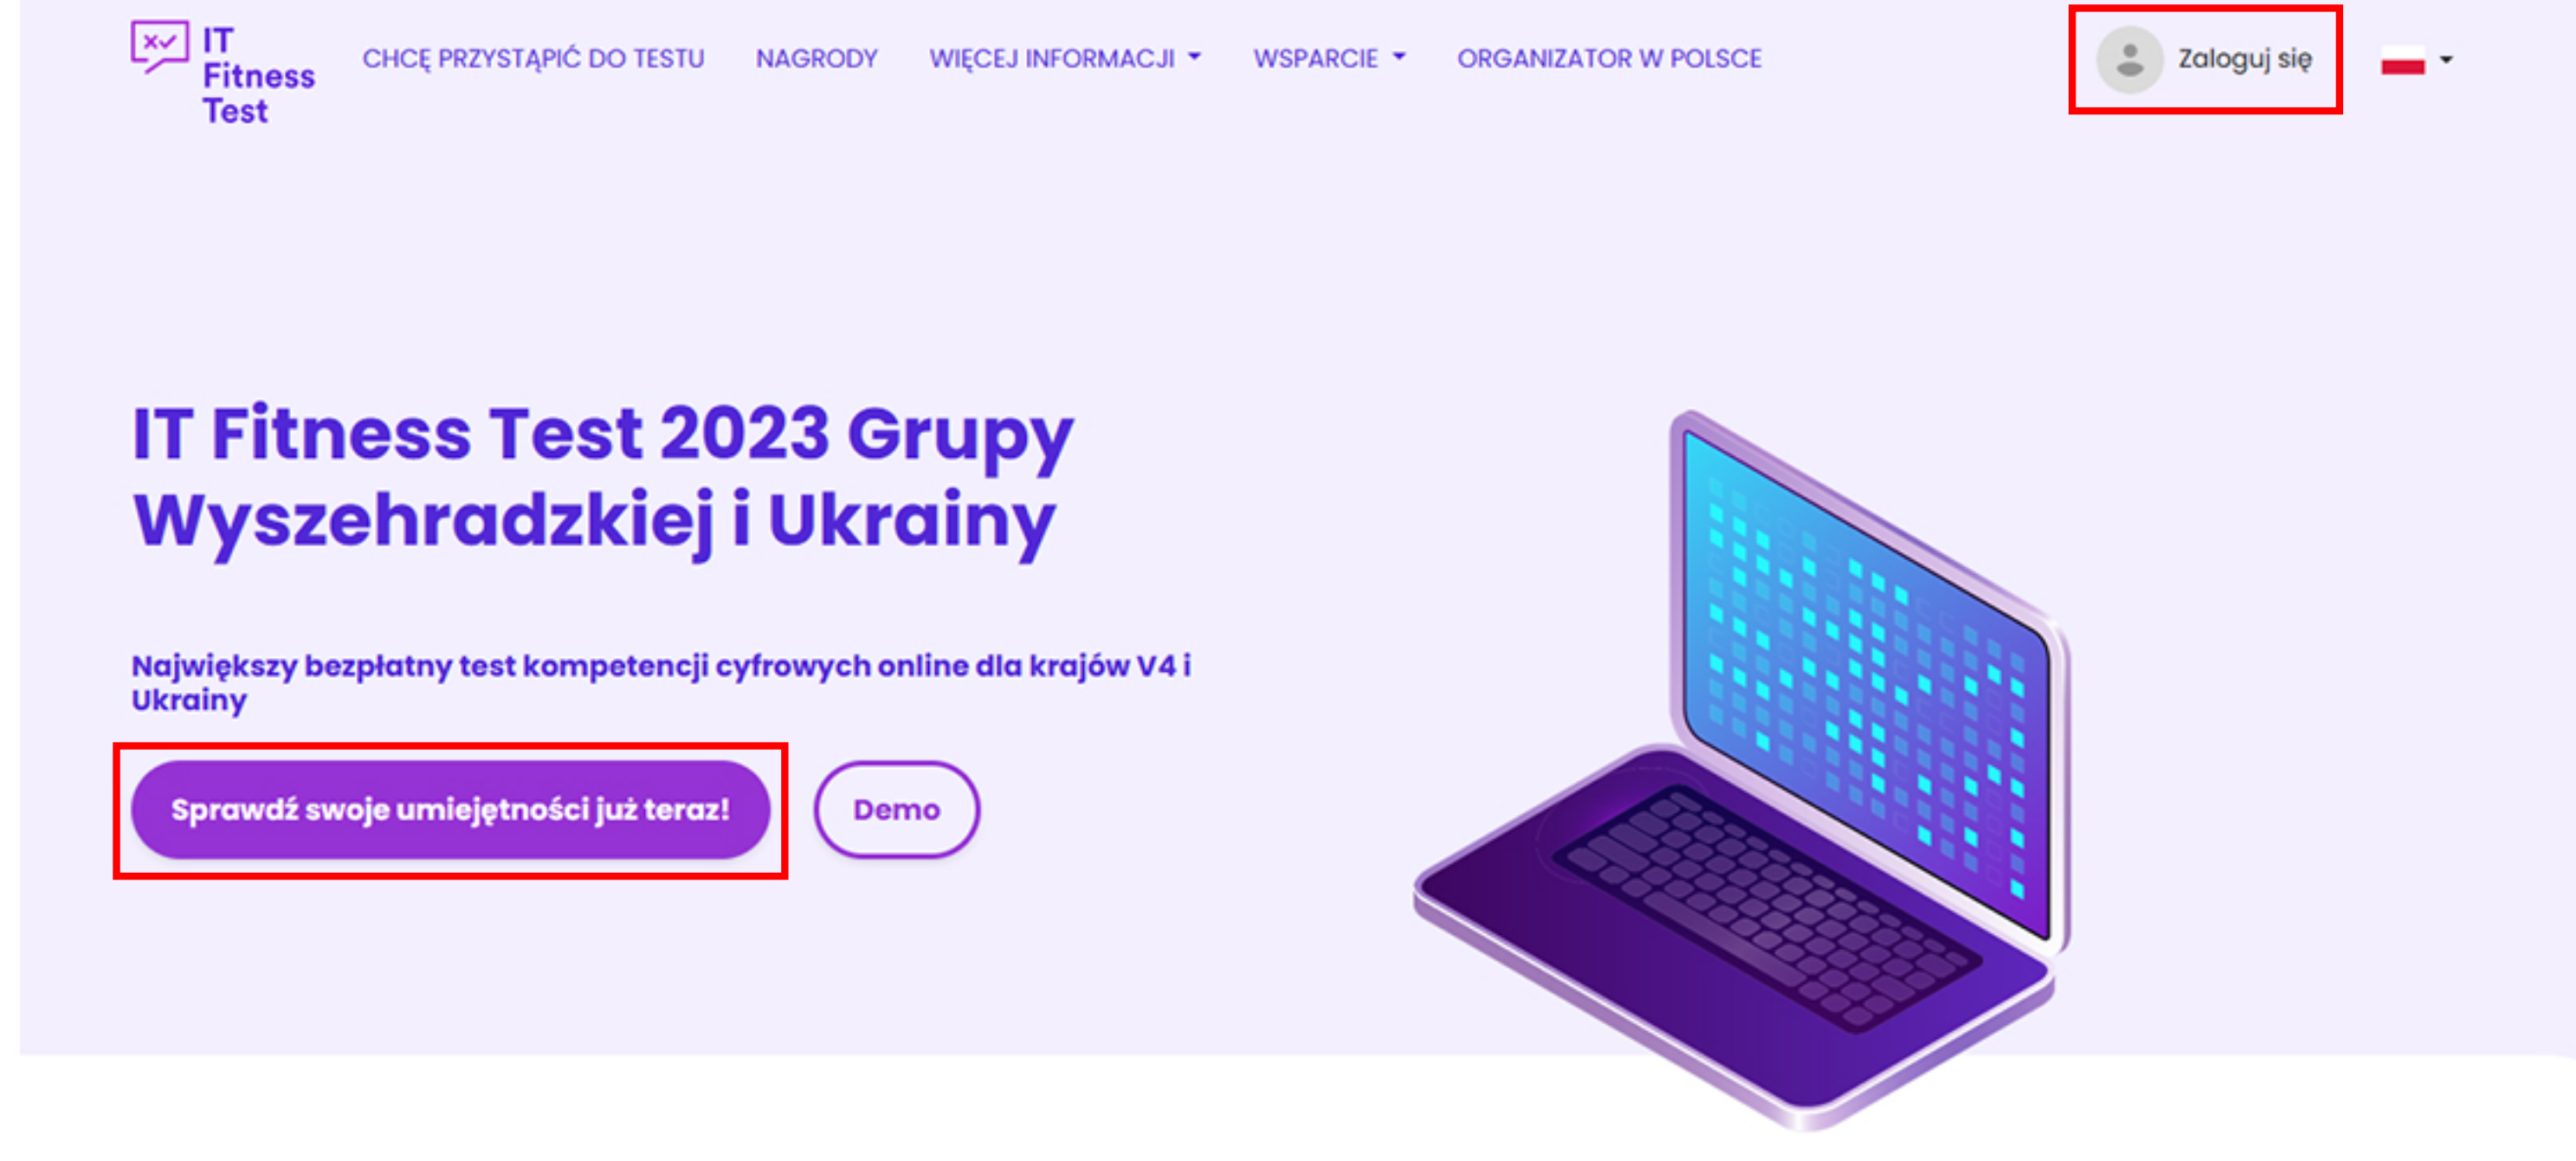 IT
Fitness
Test
CHCĘ PRZYSTĄPIĆ DO TESTU NAGRODY WIĘCEJ INFORMACJI WSPARCIE ORGANIZATOR W POLSCE Zaloguj się
IT Fitness Test 2023 Grupy
Wyszehradzkiej i Ukrainy
Największy bezpłatny test kompetencji cyfrowych online dla krajów V4 i
Ukrainy
Sprawdź swoje umiejętności już teraz! Demo